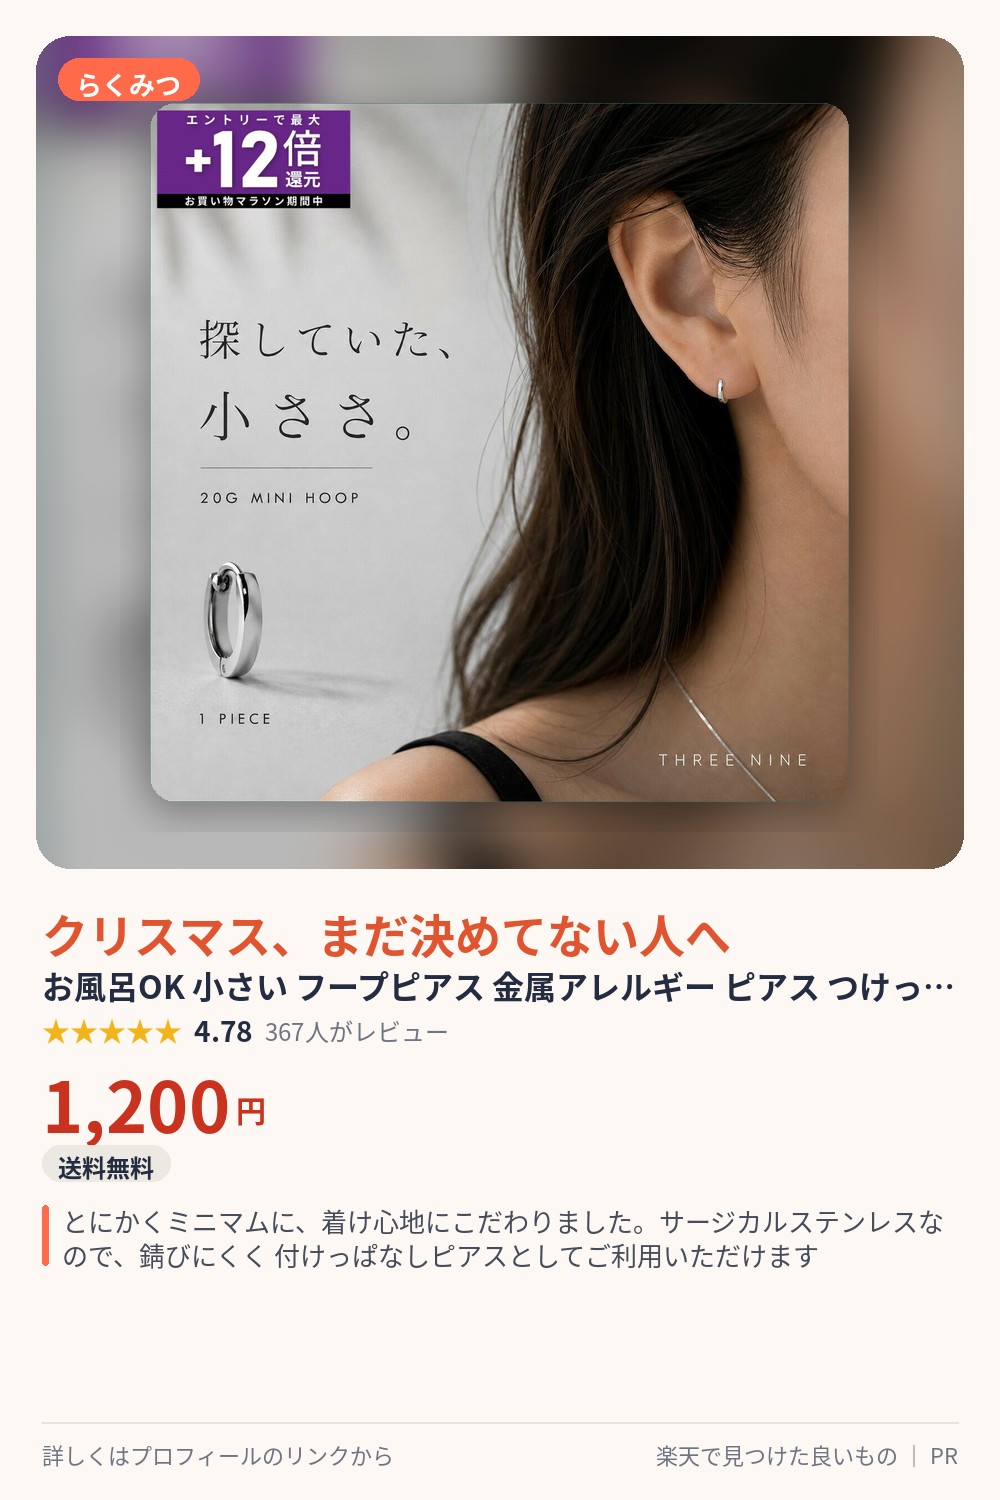 らくみつ
エントリーで最大
+12倍
還元
お買い物マラソン期間中
探していた、
小ささ。
20G MINI HOOP
1 PIECE
THREE NINE
クリスマス、まだ決めてない人へ
お風呂OK 小さい フープピアス 金属アレルギー ピアス つけっ…
★★★★★ 4.78 367人がレビュー
1,200円
送料無料
とにかくミニマムに、着け心地にこだわりました。サージカルステンレスな
ので、錆びにくく 付けっぱなしピアスとしてご利用いただけます
詳しくはプロフィールのリンクから
楽天で見つけた良いもの｜PR